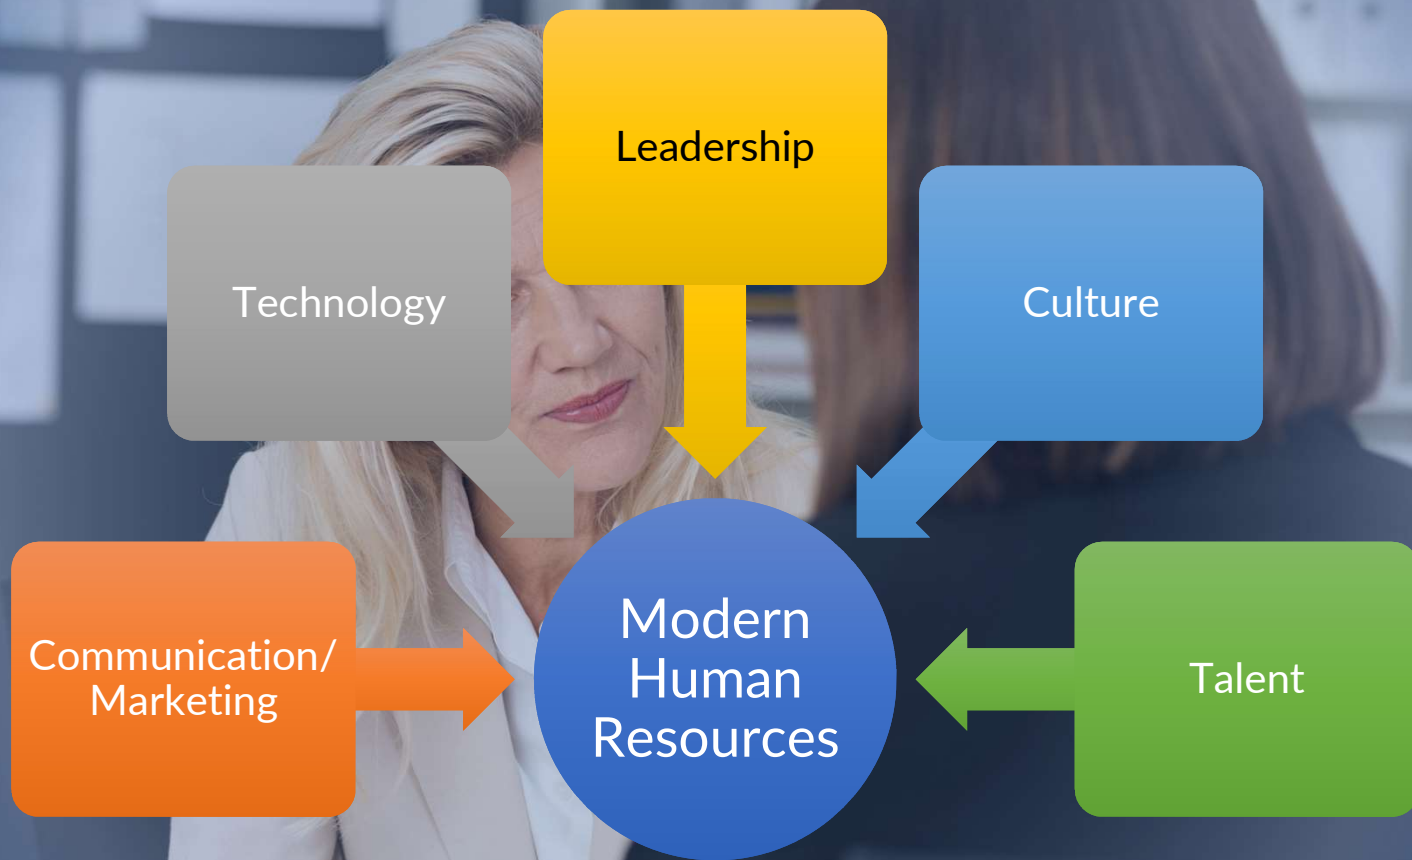 Leadership
Technology
Culture
Communication/
Marketing
Modern
Human
Resources
Talent